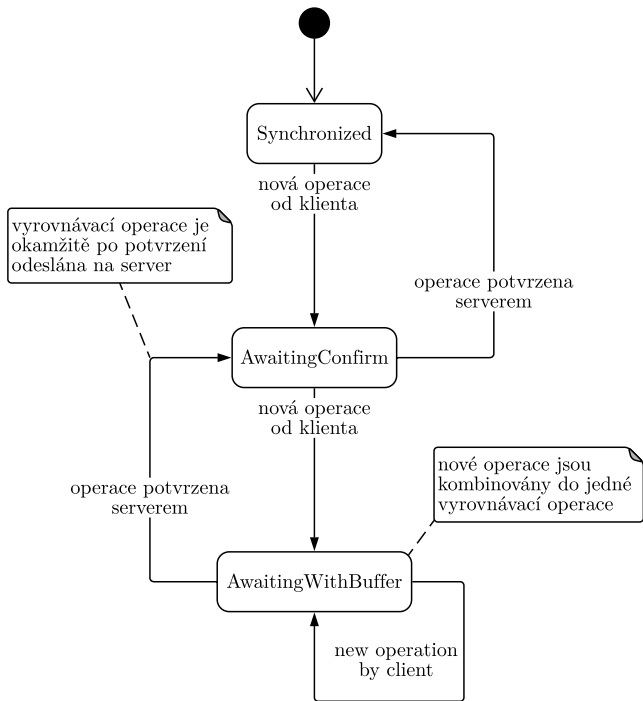 Synchronized
nová operace
od klienta
vyrovnávací operace je
okamžitě po potvrzení
odeslána na server
operace potvrzena
serverem
AwaitingConfirm
nová operace
od klienta
nové operace jsou
kombinovány do jedné
vyrovnávací operace
operace potvrzena
serverem
AwaitingWithBuffer
new operation
by client